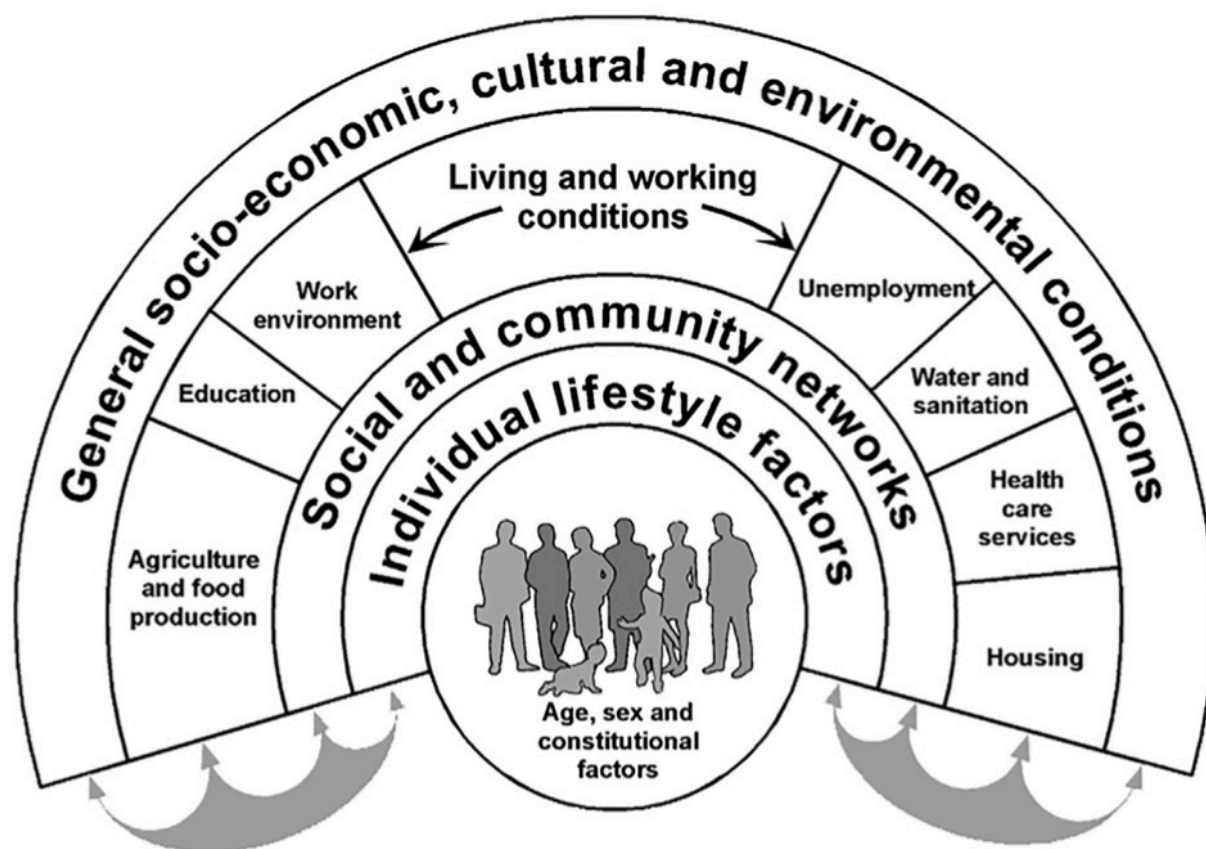 General socio-economic, cultural and environmental conditions
Living and working
conditions
Work
environment
Education
Agriculture
and food
production
Unemployment
Water and
sanitation
Health
care
services
Housing
Social and community networks
Individual lifestyle factors
Age, sex and
constitutional
factors